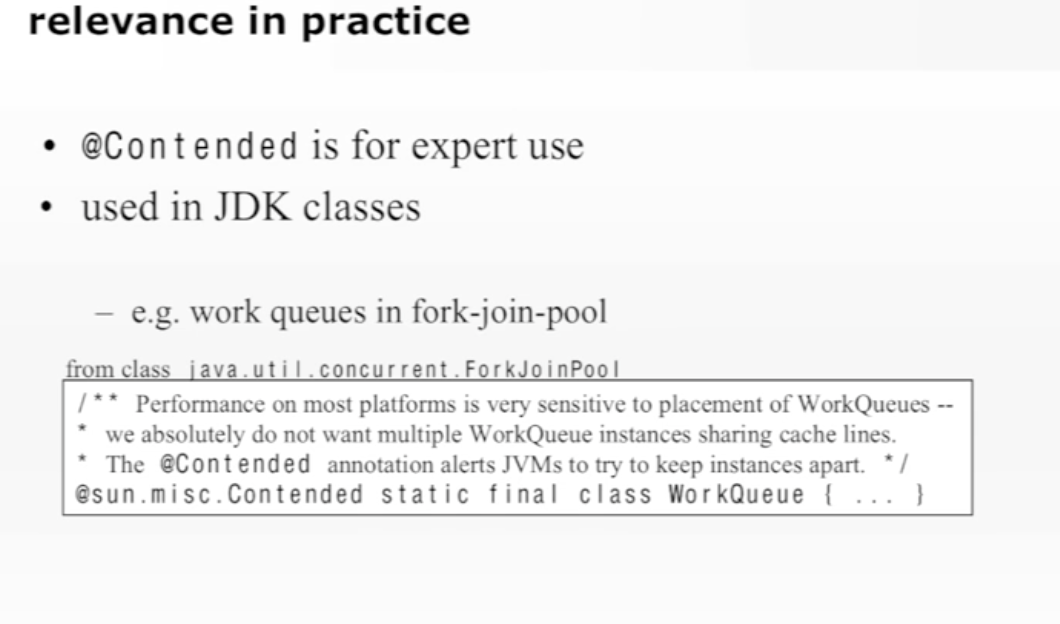 relevance in practice
• @Contended is for expert use
• used in JDK classes
– e.g. work queues in fork-join-pool
from class java.util.concurrent.ForkJoinPool
/** Performance on most platforms is very sensitive to placement of WorkQueues --
* we absolutely do not want multiple WorkQueue instances sharing cache lines.
* The @Contended annotation alerts JVMs to try to keep instances apart. */
@sun.misc.Contended static final class WorkQueue { ... }